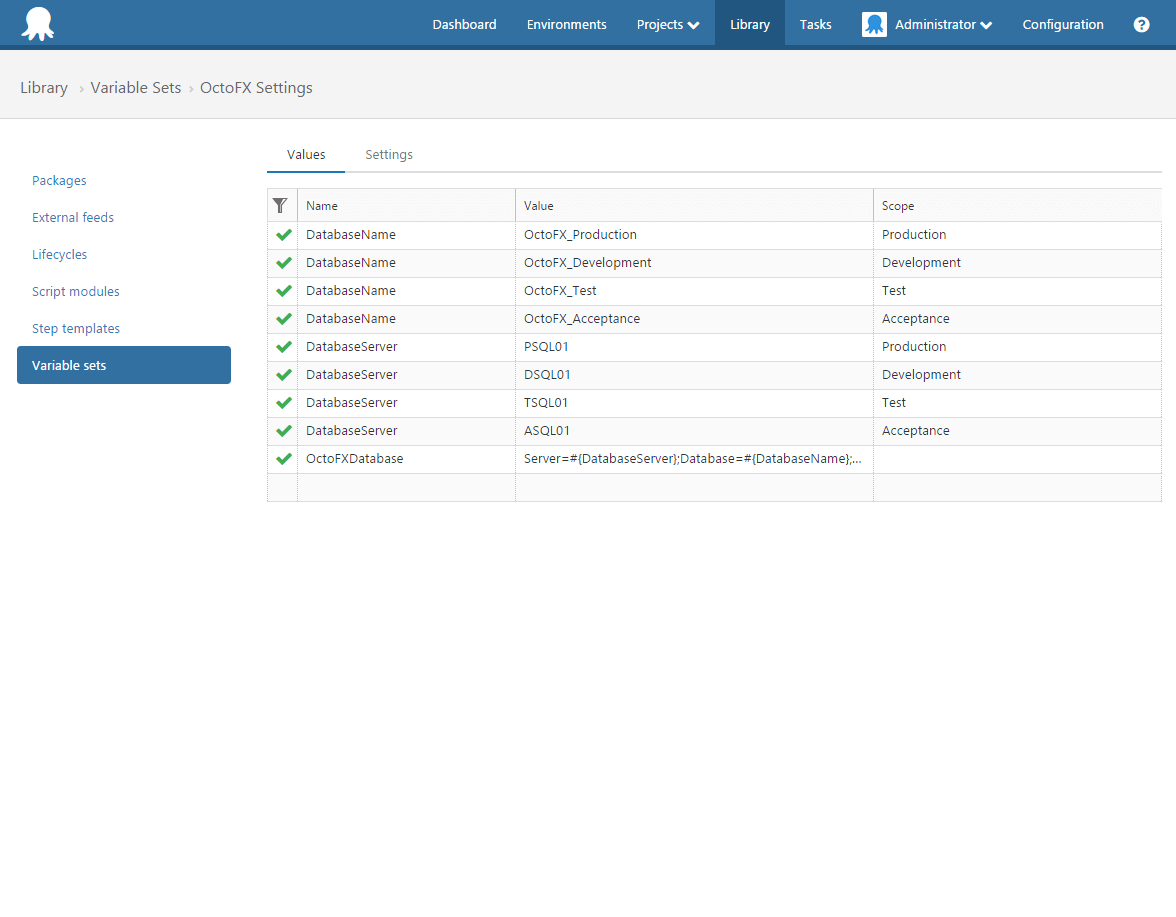 Dashboard Environments Projects Library Tasks Administrator Configuration ?
Library › Variable Sets › OctoFX Settings
Values Settings
Packages
External feeds
Lifecycles
Script modules
Step templates
Variable sets
Name Value Scope
DatabaseName OctoFX_Production Production
DatabaseName OctoFX_Development Development
DatabaseName OctoFX_Test Test
DatabaseName OctoFX_Acceptance Acceptance
DatabaseServer PSQL01 Production
DatabaseServer DSQL01 Development
DatabaseServer TSQL01 Test
DatabaseServer ASQL01 Acceptance
OctoFXDatabase Server=#{DatabaseServer};Database=#{DatabaseName};...